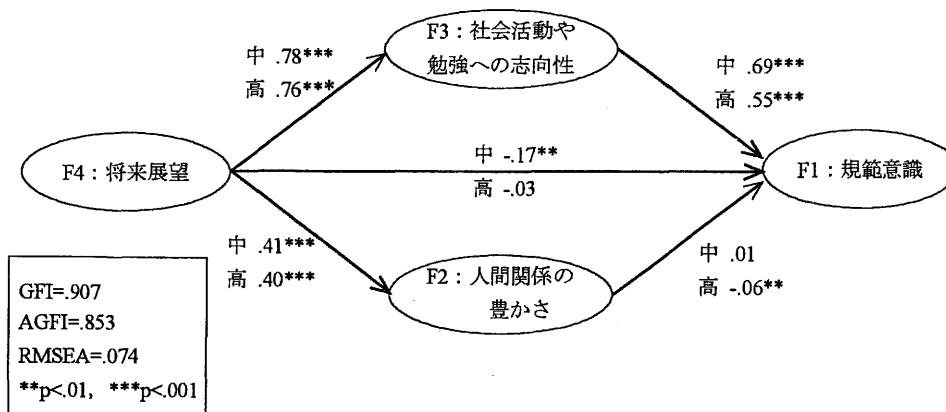 F3：社会活動や
勉強への志向性
中 .78***
高 .76***
中 .69***
高 .55***
F4：将来展望
中 -.17**
高 -.03
F1：規範意識
中 .41***
高 .40***
F2：人間関係の
豊かさ
中 .01
高 -.06**
GFI=.907
AGFI=.853
RMSEA=.074
**p<.01, ***p<.001